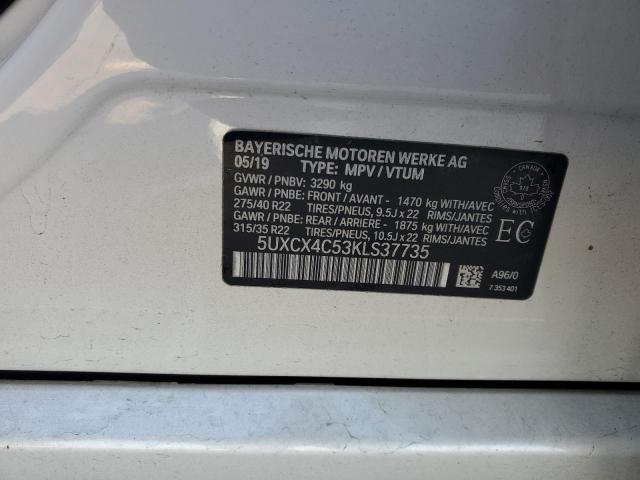 BAYERISCHE MOTOREN WERKE AG
05/19 TYPE: MPV / VTUM
GVWR / PNBV: 3290 kg
GAWR / PNBE: FRONT / AVANT - 1470 kg WITH/AVEC
275/40 R22 TIRES/PNEUS, 9.5J x 22 RIMS/JANTES
GAWR / PNBE: REAR / ARRIERE - 1875 kg WITH/AVEC
315/35 R22 TIRES/PNEUS, 10.5J x 22 RIMS/JANTES
5UXCX4C53KLS37735
CANADA
EC
A96/0
7 353 401